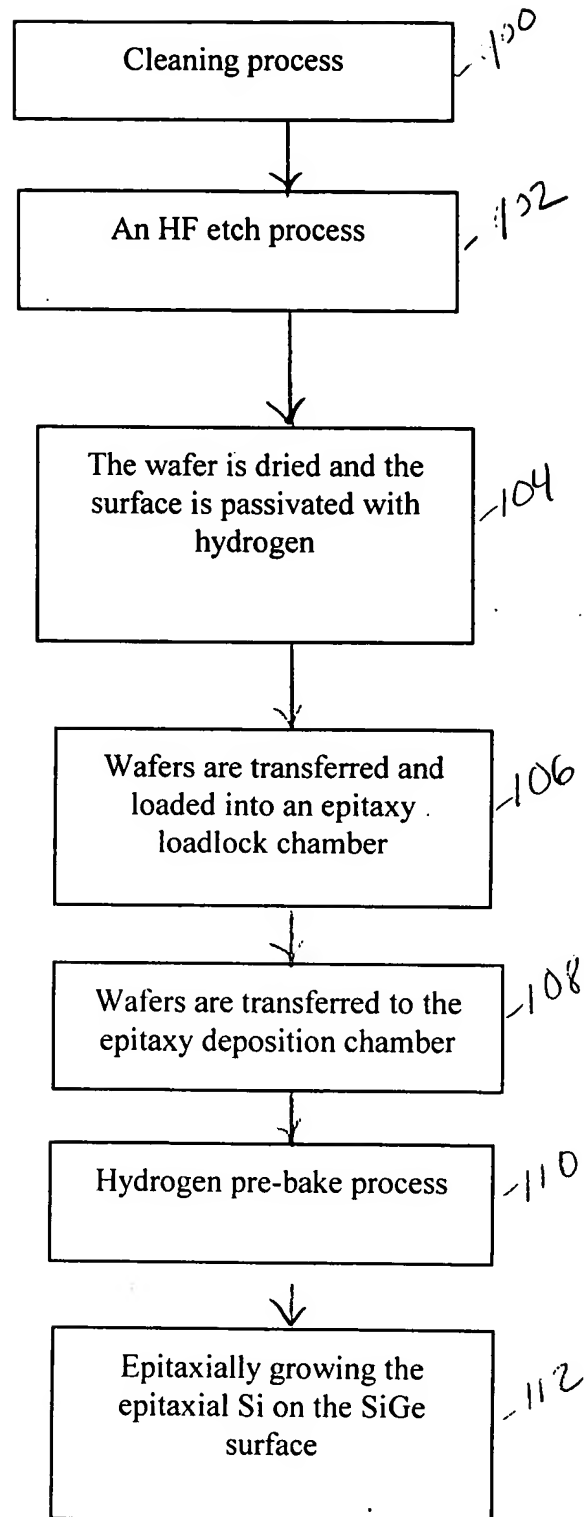 Cleaning process
100
An HF etch process
102
The wafer is dried and the
surface is passivated with
hydrogen
104
Wafers are transferred and
loaded into an epitaxy
loadlock chamber
106
Wafers are transferred to the
epitaxy deposition chamber
108
Hydrogen pre-bake process
110
Epitaxially growing the
epitaxial Si on the SiGe
surface
112